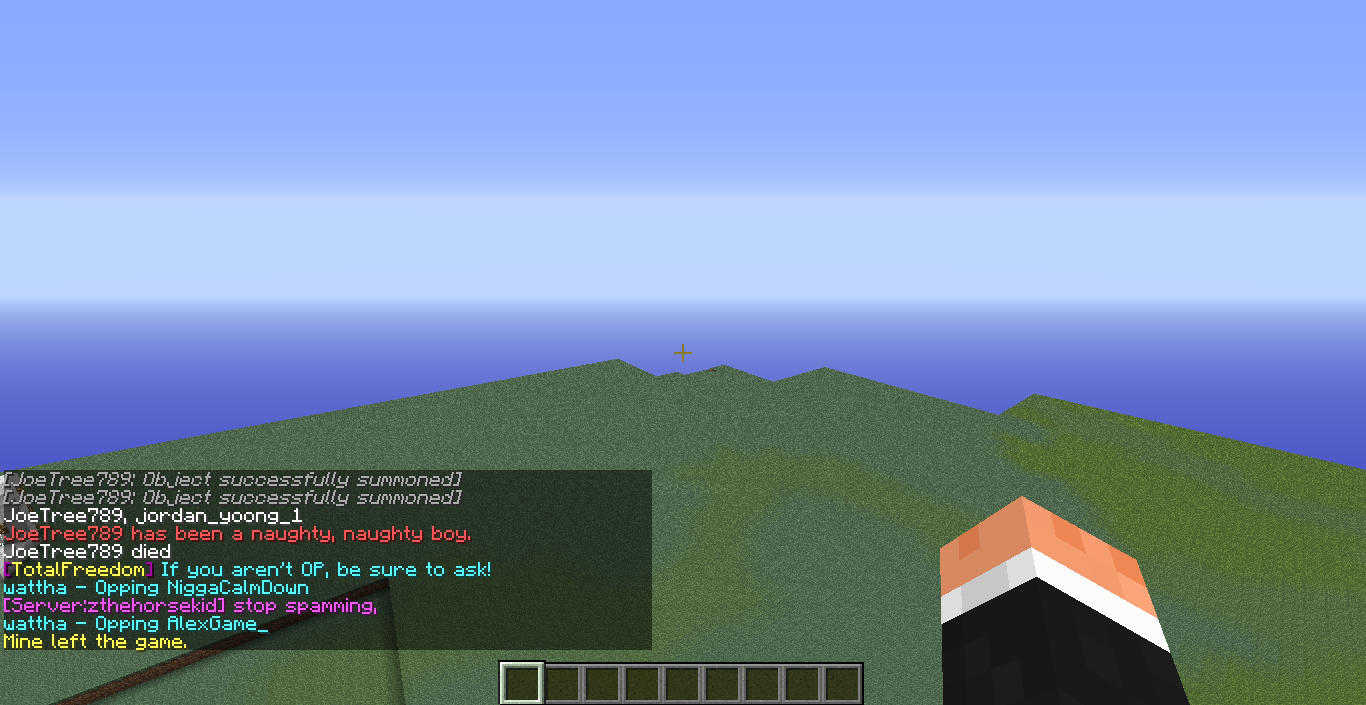 [JoeTree789: Object successfully summoned]
[JoeTree789: Object successfully summoned]
JoeTree789, jordan_yoong_1
JoeTree789 has been a naughty, naughty boy.
JoeTree789 died
[TotalFreedom] If you aren't OP, be sure to ask!
wattha - Opping NiggaCalmDown
[Server:zthehorsekid] stop spamming,
wattha - Opping AlexGame_
Mine left the game.